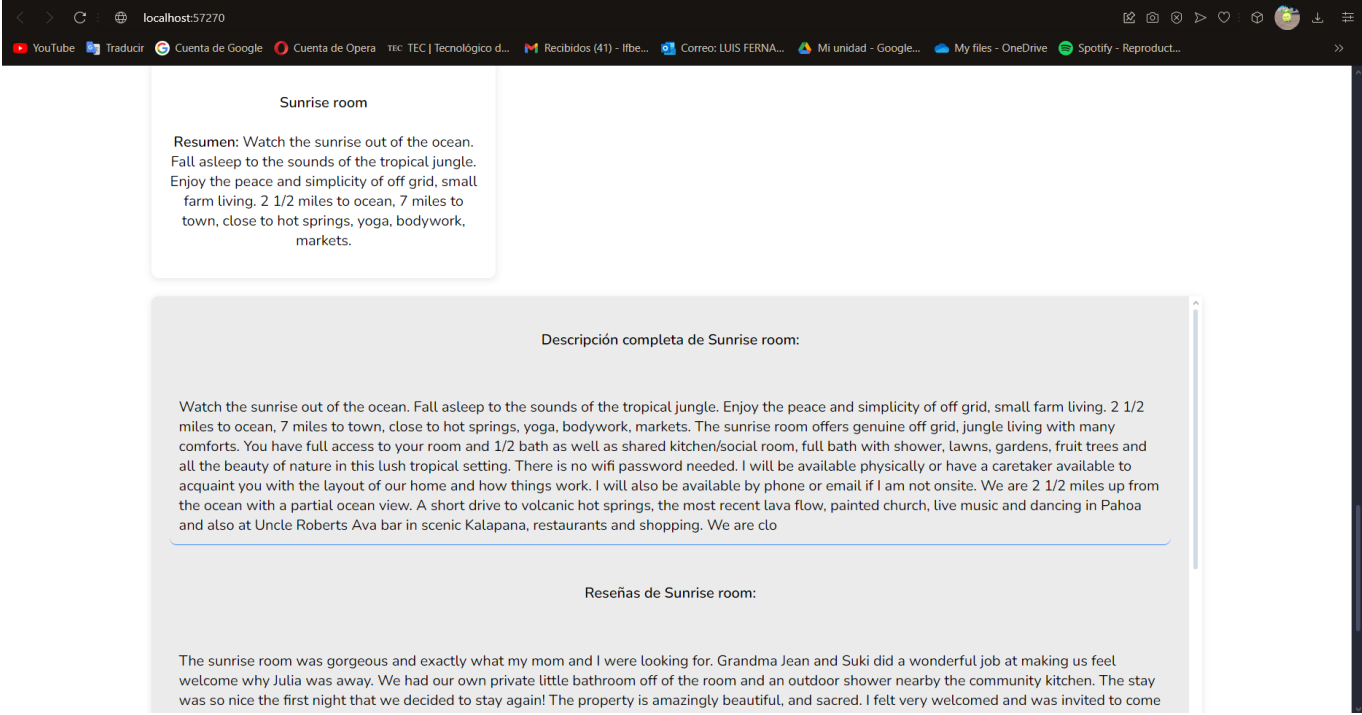 localhost:57270
YouTube Traducir Cuenta de Google Cuenta de Opera TEC TEC | Tecnológico d... Recibidos (41) - lfbe... Correo: LUIS FERNA... Mi unidad - Google... My files - OneDrive Spotify - Reproduct...
Sunrise room
Resumen: Watch the sunrise out of the ocean.
Fall asleep to the sounds of the tropical jungle.
Enjoy the peace and simplicity of off grid, small
farm living. 2 1/2 miles to ocean, 7 miles to
town, close to hot springs, yoga, bodywork,
markets.
Descripción completa de Sunrise room:
Watch the sunrise out of the ocean. Fall asleep to the sounds of the tropical jungle. Enjoy the peace and simplicity of off grid, small farm living. 2 1/2
miles to ocean, 7 miles to town, close to hot springs, yoga, bodywork, markets. The sunrise room offers genuine off grid, jungle living with many
comforts. You have full access to your room and 1/2 bath as well as shared kitchen/social room, full bath with shower, lawns, gardens, fruit trees and
all the beauty of nature in this lush tropical setting. There is no wifi password needed. I will be available physically or have a caretaker available to
acquaint you with the layout of our home and how things work. I will also be available by phone or email if I am not onsite. We are 2 1/2 miles up from
the ocean with a partial ocean view. A short drive to volcanic hot springs, the most recent lava flow, painted church, live music and dancing in Pahoa
and also at Uncle Roberts Ava bar in scenic Kalapana, restaurants and shopping. We are clo
Reseñas de Sunrise room:
The sunrise room was gorgeous and exactly what my mom and I were looking for. Grandma Jean and Suki did a wonderful job at making us feel
welcome why Julia was away. We had our own private little bathroom off of the room and an outdoor shower nearby the community kitchen. The stay
was so nice the first night that we decided to stay again! The property is amazingly beautiful, and sacred. I felt very welcomed and was invited to come